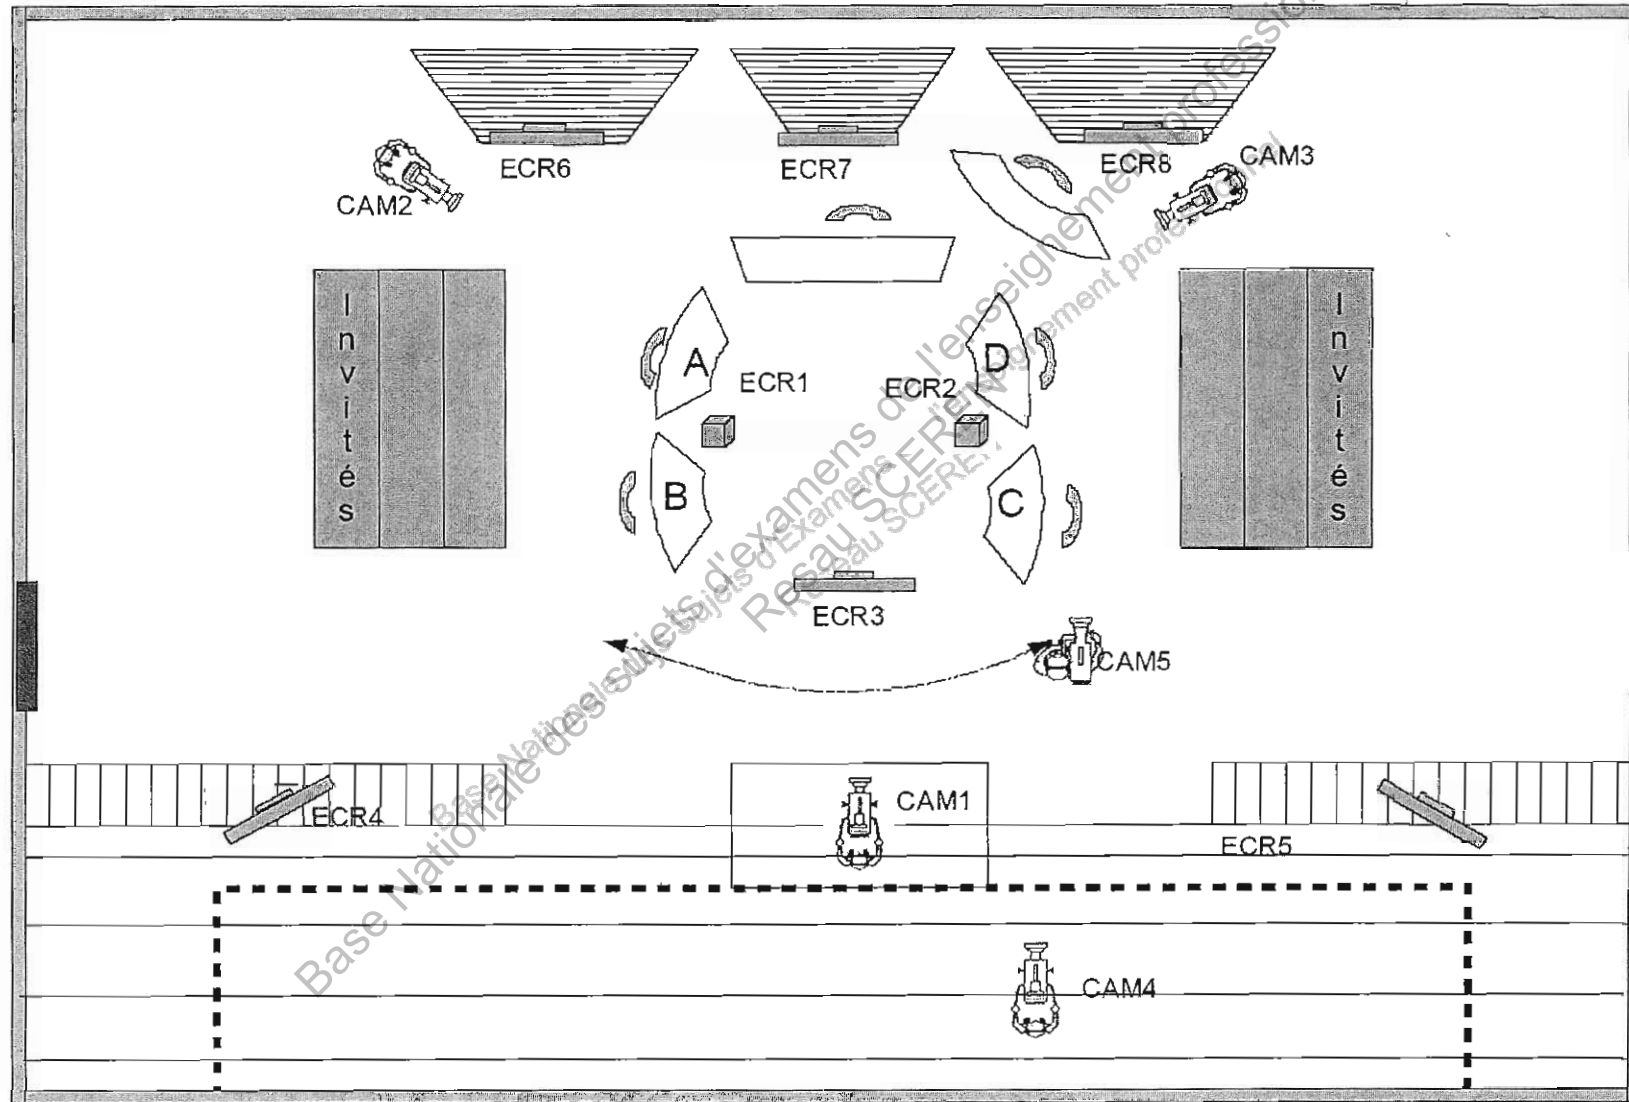 ECR6
ECR7
ECR8
CAM3
CAM2
Invités
Invités
A
D
ECR1
ECR2
B
C
ECR3
CAM5
CAM1
ECR4
ECR5
CAM4
Base Nationale des sujets d'examens de l'enseignement professionnel
Réseau SCEREN